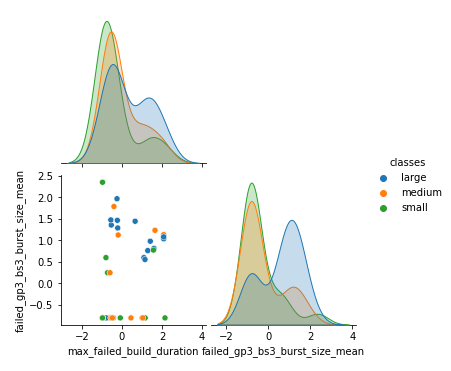 classes
large
medium
small
2.5
2.0
1.5
1.0
0.5
0.0
−0.5
failed_gp3_bs3_burst_size_mean
−2 0 2 4
−2 0 2 4
max_failed_build_duration failed_gp3_bs3_burst_size_mean